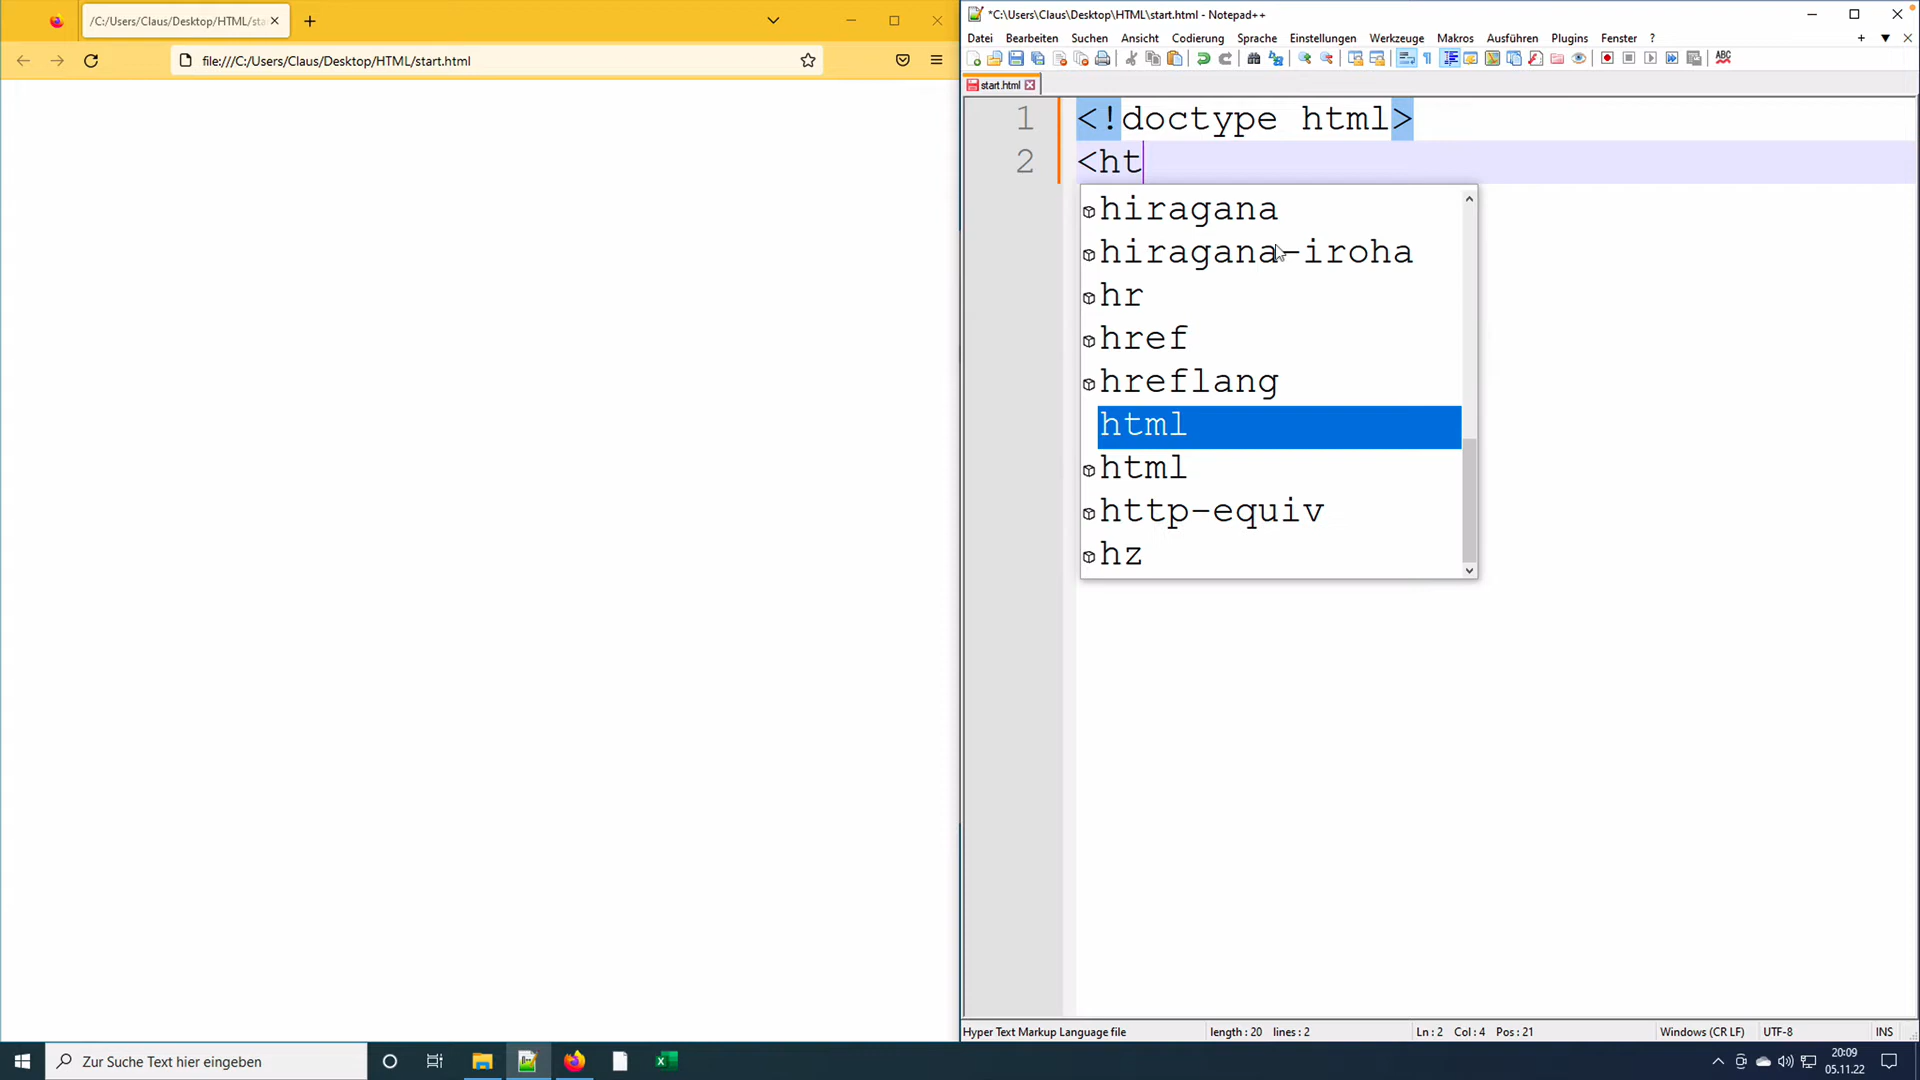 /C:/Users/Claus/Desktop/HTML/sta
file:///C:/Users/Claus/Desktop/HTML/start.html
*C:\Users\Claus\Desktop\HTML\start.html - Notepad++
Datei Bearbeiten Suchen Ansicht Codierung Sprache Einstellungen Werkzeuge Makros Ausführen Plugins Fenster ?
start.html
1 <!doctype html>
2 <ht
hiragana
hiragana-iroha
hr
href
hreflang
html
html
http-equiv
hz
Hyper Text Markup Language file length : 20 lines : 2 Ln : 2 Col : 4 Pos : 21 Windows (CR LF) UTF-8 INS
Zur Suche Text hier eingeben
20:09
05.11.22